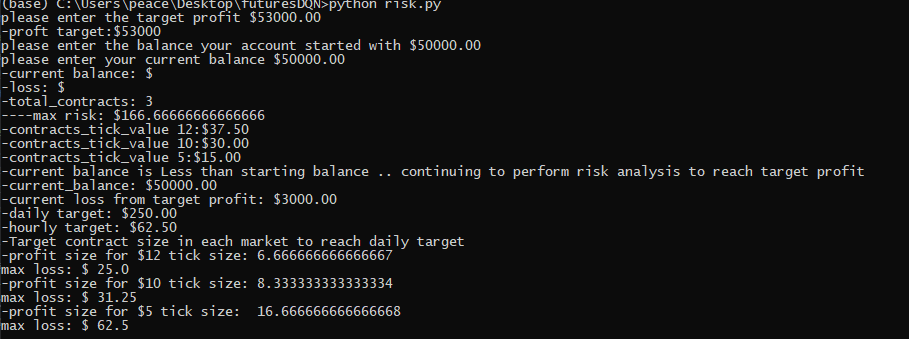 (base) C:\Users\peace\Desktop\futuresDQN>python risk.py
please enter the target profit $53000.00
-proft target:$53000
please enter the balance your account started with $50000.00
please enter your current balance $50000.00
-current balance: $
-loss: $
-total_contracts: 3
----max risk: $166.66666666666666
-contracts_tick_value 12:$37.50
-contracts_tick_value 10:$30.00
-contracts_tick_value 5:$15.00
-current balance is Less than starting balance .. continuing to perform risk analysis to reach target profit
-current_balance: $50000.00
-current loss from target profit: $3000.00
-daily target: $250.00
-hourly target: $62.50
-Target contract size in each market to reach daily target
-profit size for $12 tick size: 6.666666666666667
max loss: $ 25.0
-profit size for $10 tick size: 8.333333333333334
max loss: $ 31.25
-profit size for $5 tick size:  16.666666666666668
max loss: $ 62.5